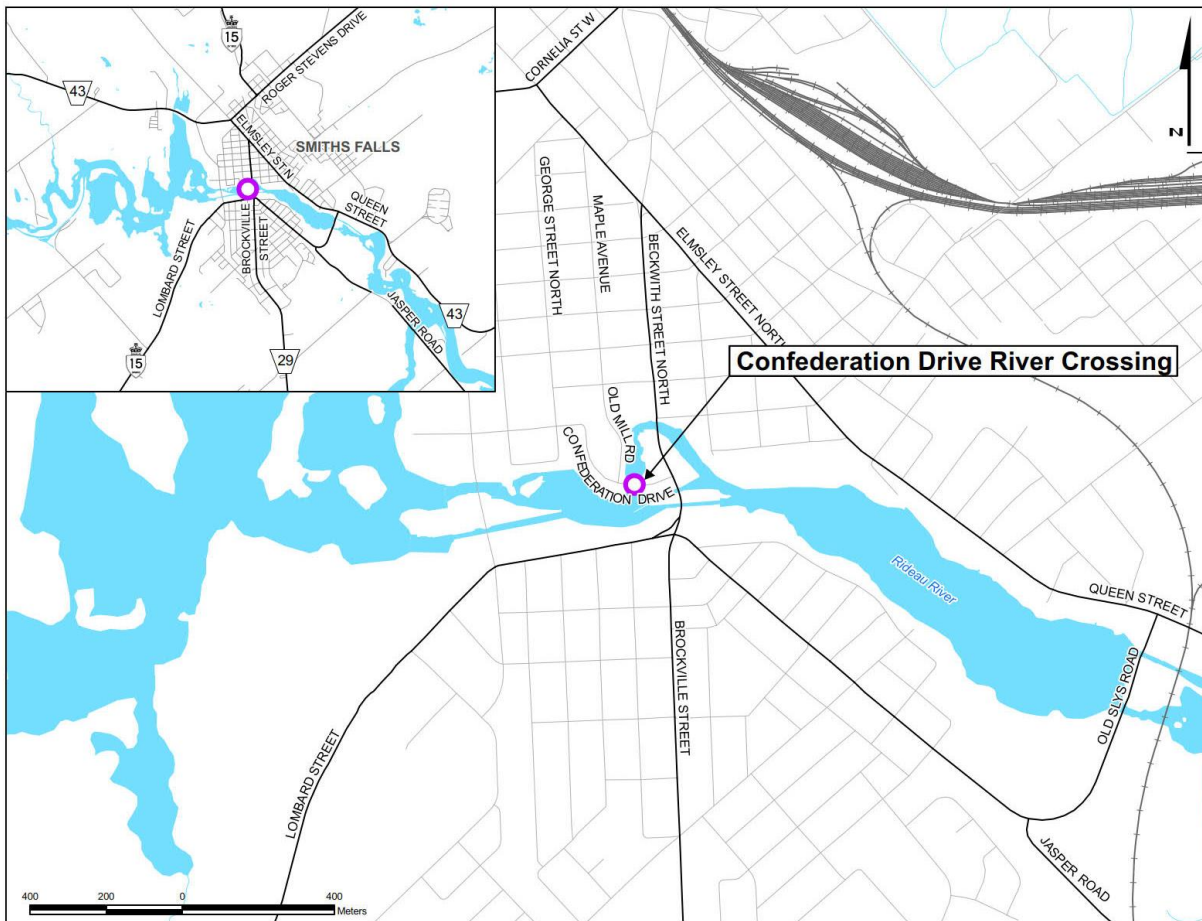 15
ROGER STEVENS DRIVE
43
ELMSLEY ST N
SMITHS FALLS
QUEEN
STREET
BROCKVILLE
STREET
LOMBARD STREET
JASPER ROAD
43
29
15
CORNELIA ST W
N
GEORGE STREET NORTH
MAPLE AVENUE
BECKWITH STREET NORTH
ELMSLEY STREET NORTH
Confederation Drive River Crossing
OLD MILL RD
CONFEDERATION DRIVE
Rideau River
QUEEN STREET
OLD SLYS ROAD
BROCKVILLE STREET
LOMBARD STREET
JASPER ROAD
400 200 0 400
Meters